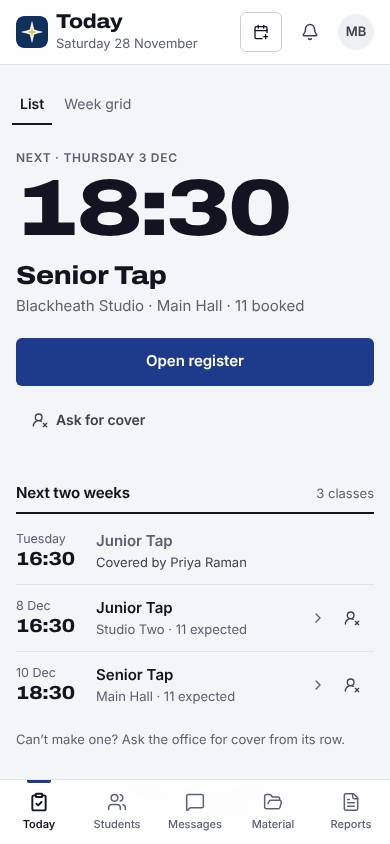 Today
Saturday 28 November
MB
List
Week grid
NEXT · THURSDAY 3 DEC
18:30
Senior Tap
Blackheath Studio · Main Hall · 11 booked
Open register
Ask for cover
Next two weeks
3 classes
Tuesday
16:30
Junior Tap
Covered by Priya Raman
8 Dec
16:30
Junior Tap
Studio Two · 11 expected
10 Dec
18:30
Senior Tap
Main Hall · 11 expected
Can't make one? Ask the office for cover from its row.
Today
Students
Messages
Material
Reports